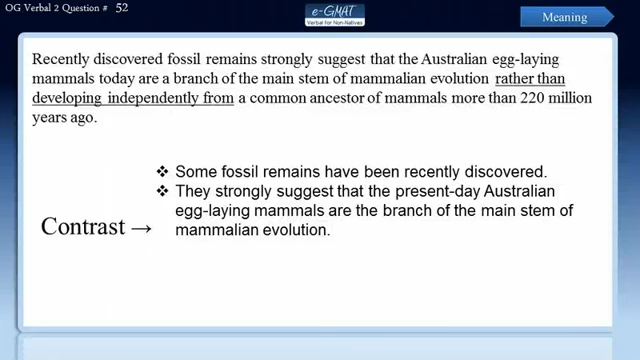 OG Verbal 2 Question # 52
e-GMAT
Verbal for Non-Natives
Meaning
Recently discovered fossil remains strongly suggest that the Australian egg-laying
mammals today are a branch of the main stem of mammalian evolution rather than
developing independently from a common ancestor of mammals more than 220 million
years ago.
❖ Some fossil remains have been recently discovered.
❖ They strongly suggest that the present-day Australian
egg-laying mammals are the branch of the main stem of
mammalian evolution.
Contrast →